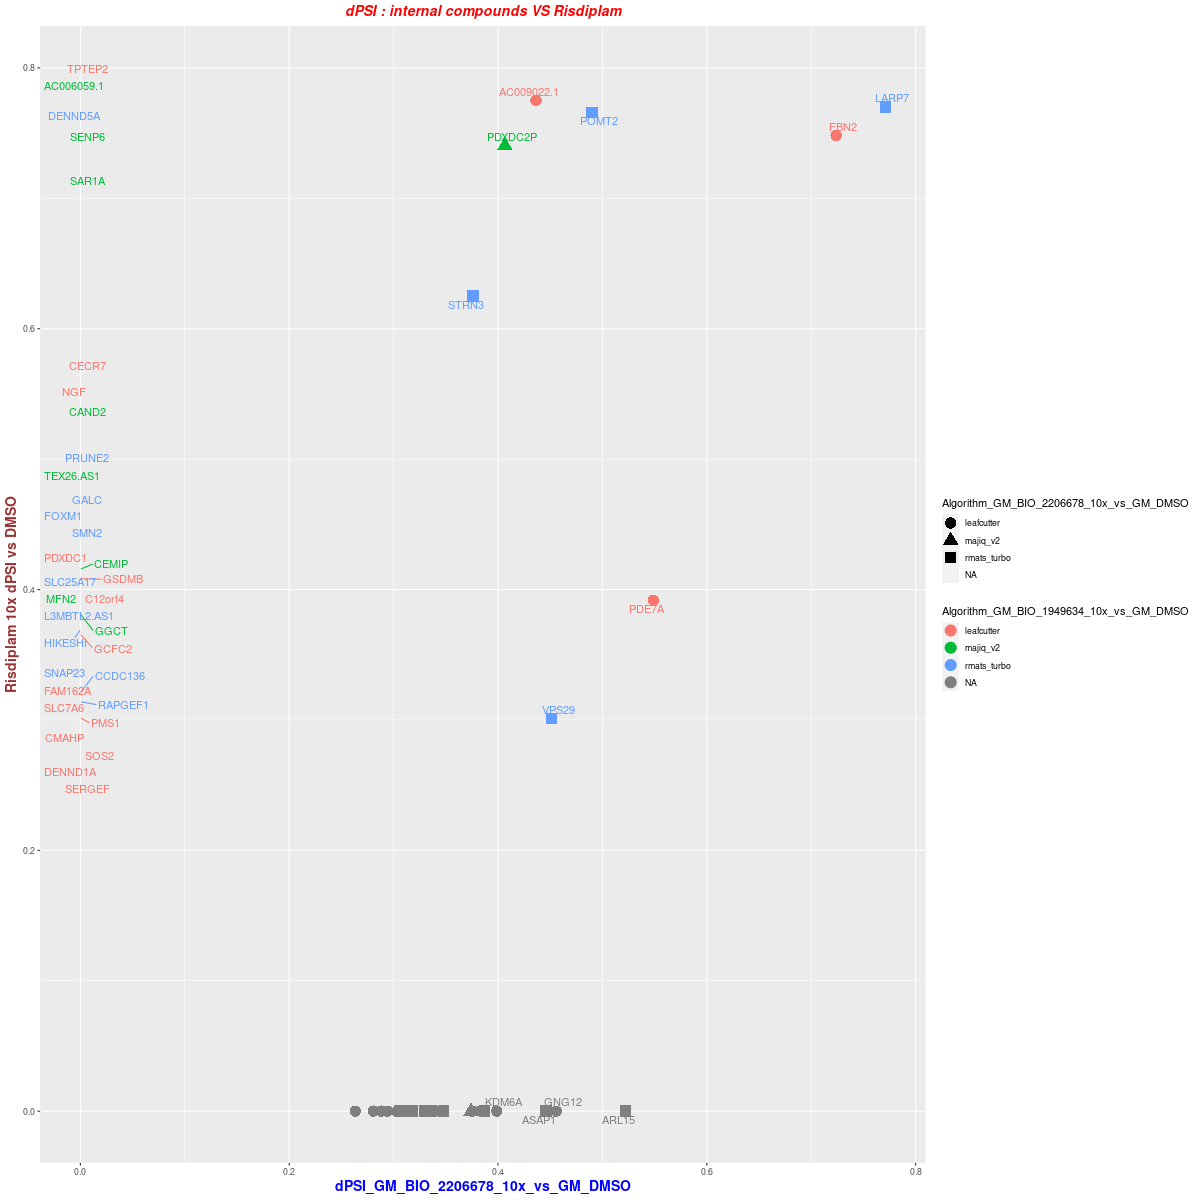 dPSI : internal compounds VS Risdiplam
TPTEP2
AC006059.1
DENND5A
SENP6
SAR1A
AC009022.1
POMT2
PDXDC2P
LARP7
FBN2
STRN3
CECR7
NGF
CAND2
PRUNE2
TEX26.AS1
GALC
FOXM1
SMN2
PDXDC1
CEMIP
SLC25A17
GSDMB
MFN2
C12orf4
L3MBTL2.AS1
GGCT
HIKESHI
GCFC2
SNAP23
CCDC136
FAM162A
RAPGEF1
SLC7A6
PMS1
CMAHP
SOS2
DENND1A
SERGEF
PDE7A
VPS29
KDM6A
GNG12
ASAP1
ARL15
0.8
0.6
0.4
0.2
0.0
Risdiplam 10x dPSI vs DMSO
0.0
0.2
0.4
0.6
0.8
dPSI_GM_BIO_2206678_10x_vs_GM_DMSO
Algorithm_GM_BIO_2206678_10x_vs_GM_DMSO
leafcutter
majiq_v2
rmats_turbo
NA
Algorithm_GM_BIO_1949634_10x_vs_GM_DMSO
leafcutter
majiq_v2
rmats_turbo
NA